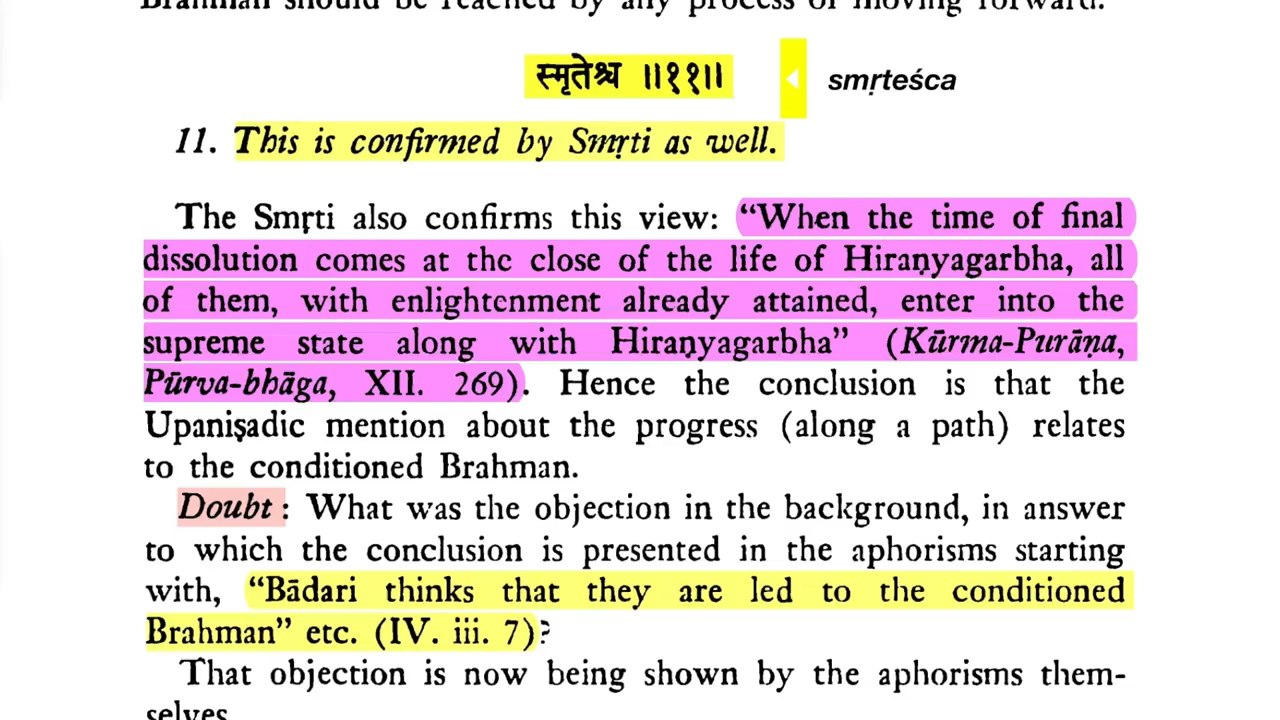 Brahman should be reached by any process of moving forward.
स्मृतेश्च ॥११॥ smṛteśca
11. This is confirmed by Smṛti as well.
The Smṛti also confirms this view: “When the time of final
dissolution comes at the close of the life of Hiraṇyagarbha, all
of them, with enlightenment already attained, enter into the
supreme state along with Hiraṇyagarbha” (Kūrma-Purāṇa,
Pūrva-bhāga, XII. 269). Hence the conclusion is that the
Upaniṣadic mention about the progress (along a path) relates
to the conditioned Brahman.
Doubt: What was the objection in the background, in answer
to which the conclusion is presented in the aphorisms starting
with, “Bādari thinks that they are led to the conditioned
Brahman” etc. (IV. iii. 7)?
That objection is now being shown by the aphorisms them-
selves